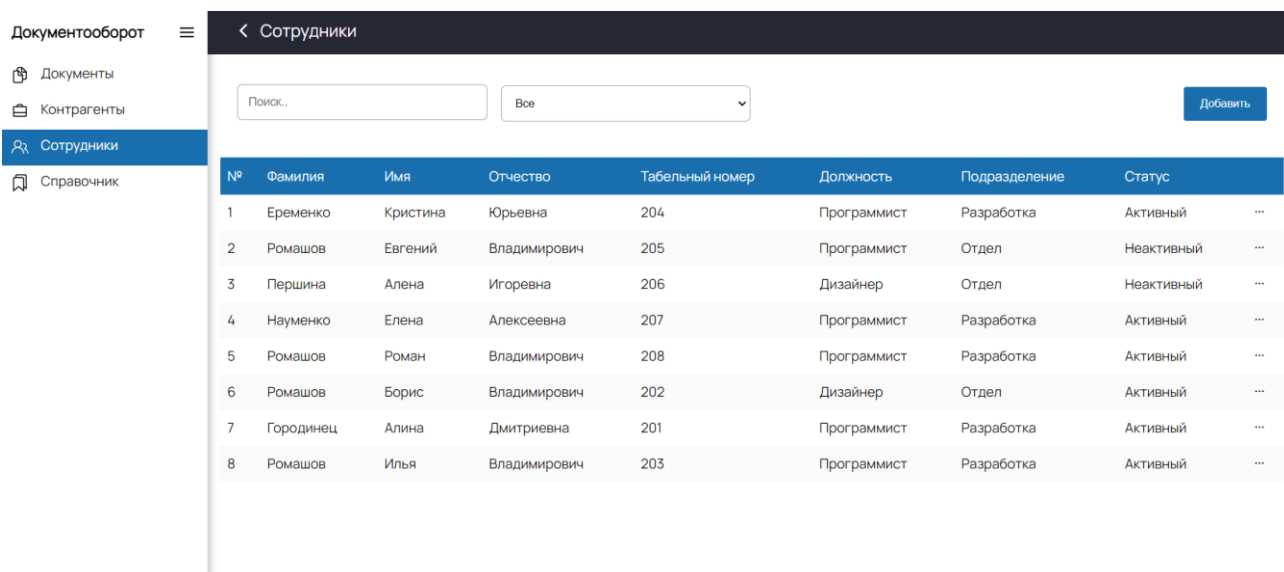 Документооборот
Сотрудники
Документы
Контрагенты
Сотрудники
Справочник
Поиск.. Все Добавить
№ Фамилия Имя Отчество Табельный номер Должность Подразделение Статус
1 Еременко Кристина Юрьевна 204 Программист Разработка Активный ...
2 Ромашов Евгений Владимирович 205 Программист Отдел Неактивный ...
3 Першина Алена Игоревна 206 Дизайнер Отдел Неактивный ...
4 Науменко Елена Алексеевна 207 Программист Разработка Активный ...
5 Ромашов Роман Владимирович 208 Программист Разработка Активный ...
6 Ромашов Борис Владимирович 202 Дизайнер Отдел Активный ...
7 Городинец Алина Дмитриевна 201 Программист Разработка Активный ...
8 Ромашов Илья Владимирович 203 Программист Разработка Активный ...